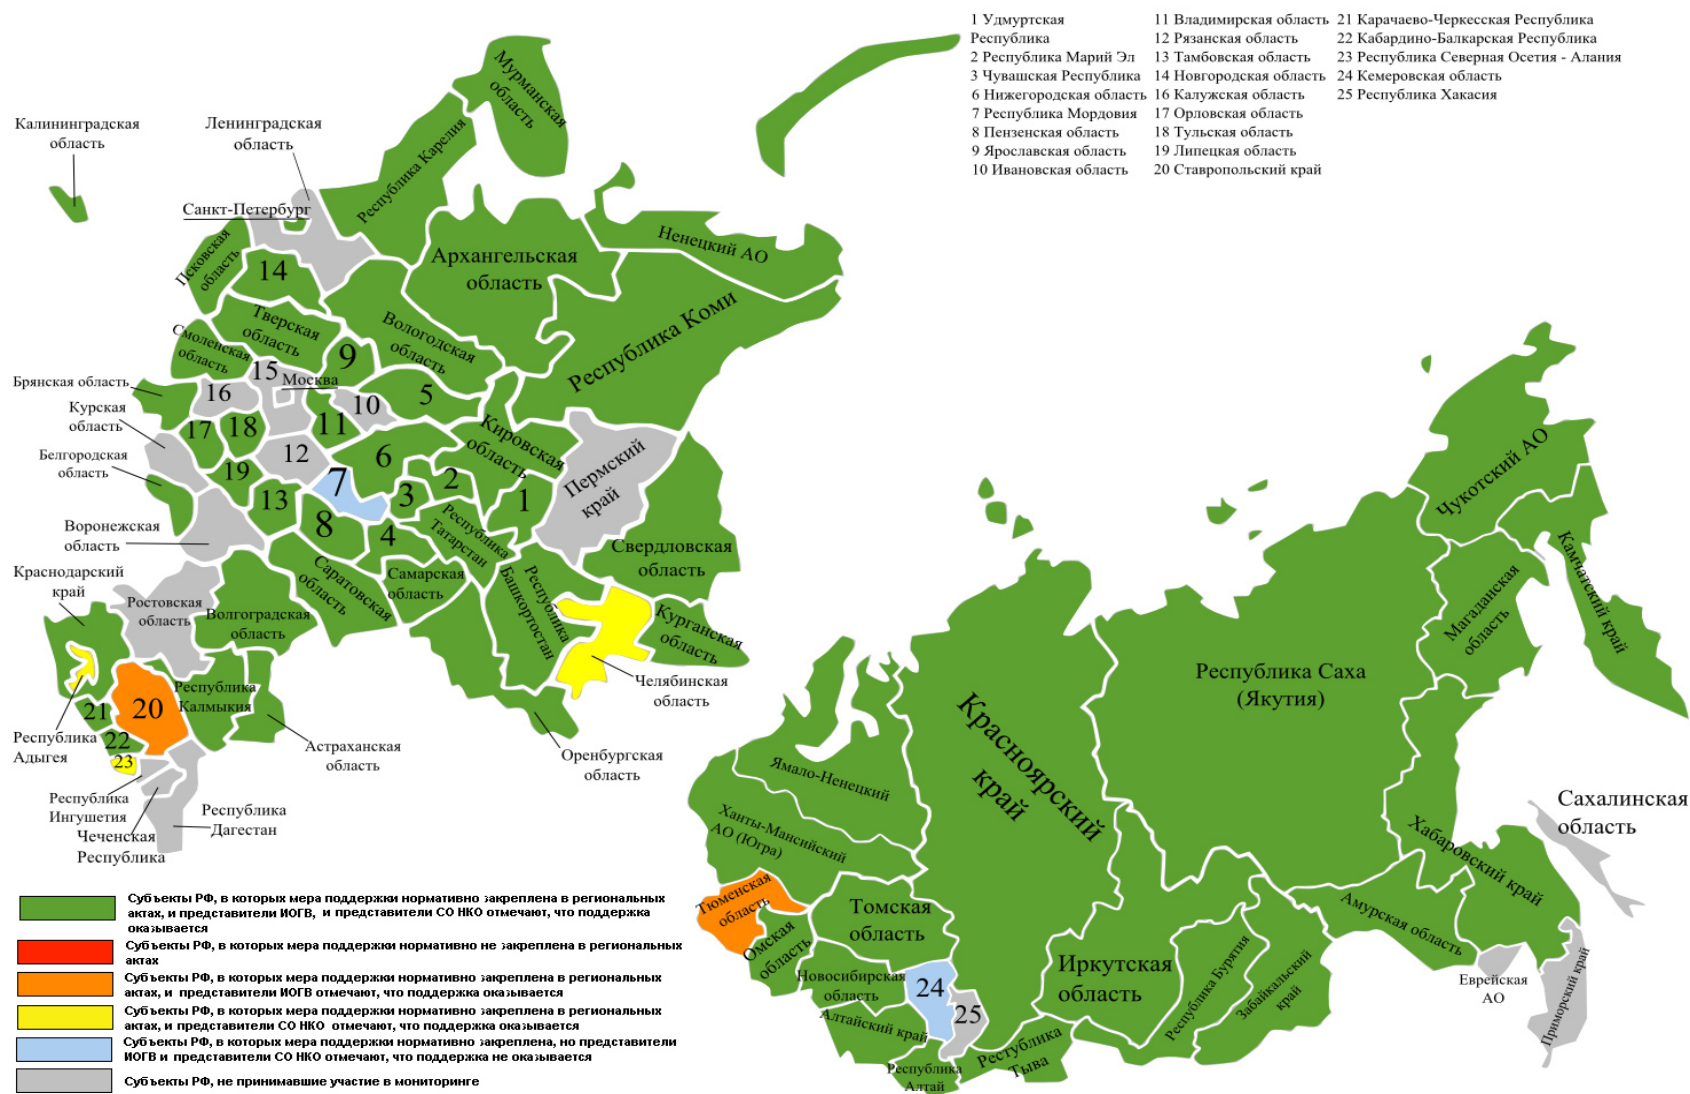 1 Удмуртская
Республика
2 Республика Марий Эл
3 Чувашская Республика
6 Нижегородская область
7 Республика Мордовия
8 Пензенская область
9 Ярославская область
10 Ивановская область
11 Владимирская область
12 Рязанская область
13 Тамбовская область
14 Новгородская область
16 Калужская область
17 Орловская область
18 Тульская область
19 Липецкая область
20 Ставропольский край
21 Карачаево-Черкесская Республика
22 Кабардино-Балкарская Республика
23 Республика Северная Осетия - Алания
24 Кемеровская область
25 Республика Хакасия
Мурманская
область
Калининградская
область
Ленинградская
область
Республика Карелия
Санкт-Петербург
Псковская
область
14
Архангельская
область
Ненецкий АО
Республика Коми
Тверская
область
Вологодская
область
Смоленская
область
9
15
Москва
Брянская область
16
10
5
Курская
область
17
18
11
Кировская
область
Пермский
край
Белгородская
область
19
12
6
7
2
3
1
13
8
4
Республика
Татарстан
Воронежская
область
Свердловская
область
Краснодарский
край
Ростовская
область
Волгоградская
область
Саратовская
область
Самарская
область
Республика
Башкортостан
Курганская
область
Челябинская
область
Республика
Калмыкия
20
21
22
23
Республика
Адыгея
Астраханская
область
Оренбургская
область
Республика
Ингушетия
Чеченская
Республика
Республика
Дагестан
Чукотский АО
Камчатский край
Магаданская
область
Республика Саха
(Якутия)
Красноярский
край
Ямало-Ненецкий
Ханты-Мансийский
АО (Югра)
Сахалинская
область
Хабаровский край
Тюменская
область
Томская
область
Омская
область
Амурская область
Новосибирская
область
24
25
Иркутская
область
Республика Бурятия
Забайкальский
край
Еврейская
АО
Приморский край
Алтайский край
Республика
Алтай
Республика
Тыва
Субъекты РФ, в которых мера поддержки нормативно закреплена в региональных
актах, и представители ИОГВ, и представители СО НКО отмечают, что поддержка
оказывается
Субъекты РФ, в которых мера поддержки нормативно не закреплена в региональных
актах
Субъекты РФ, в которых мера поддержки нормативно закреплена в региональных
актах, и представители ИОГВ отмечают, что поддержка оказывается
Субъекты РФ, в которых мера поддержки нормативно закреплена в региональных
актах, и представители СО НКО отмечают, что поддержка оказывается
Субъекты РФ, в которых мера поддержки нормативно закреплена, но представители
ИОГВ и представители СО НКО отмечают, что поддержка не оказывается
Субъекты РФ, не принимавшие участие в мониторинге